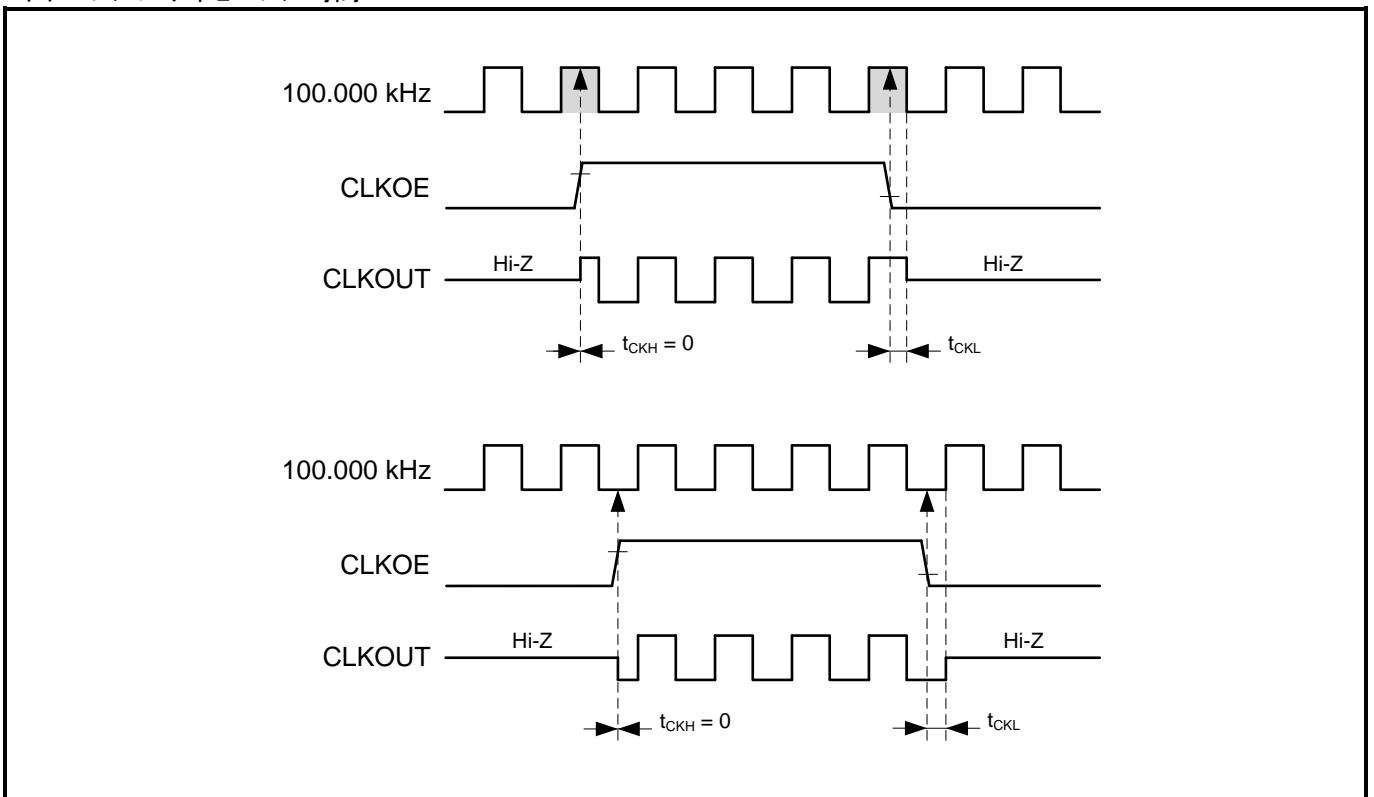 100.000 kHz
CLKOE
CLKOUT
Hi-Z
Hi-Z
tCKH = 0
tCKL
100.000 kHz
CLKOE
CLKOUT
Hi-Z
Hi-Z
tCKH = 0
tCKL